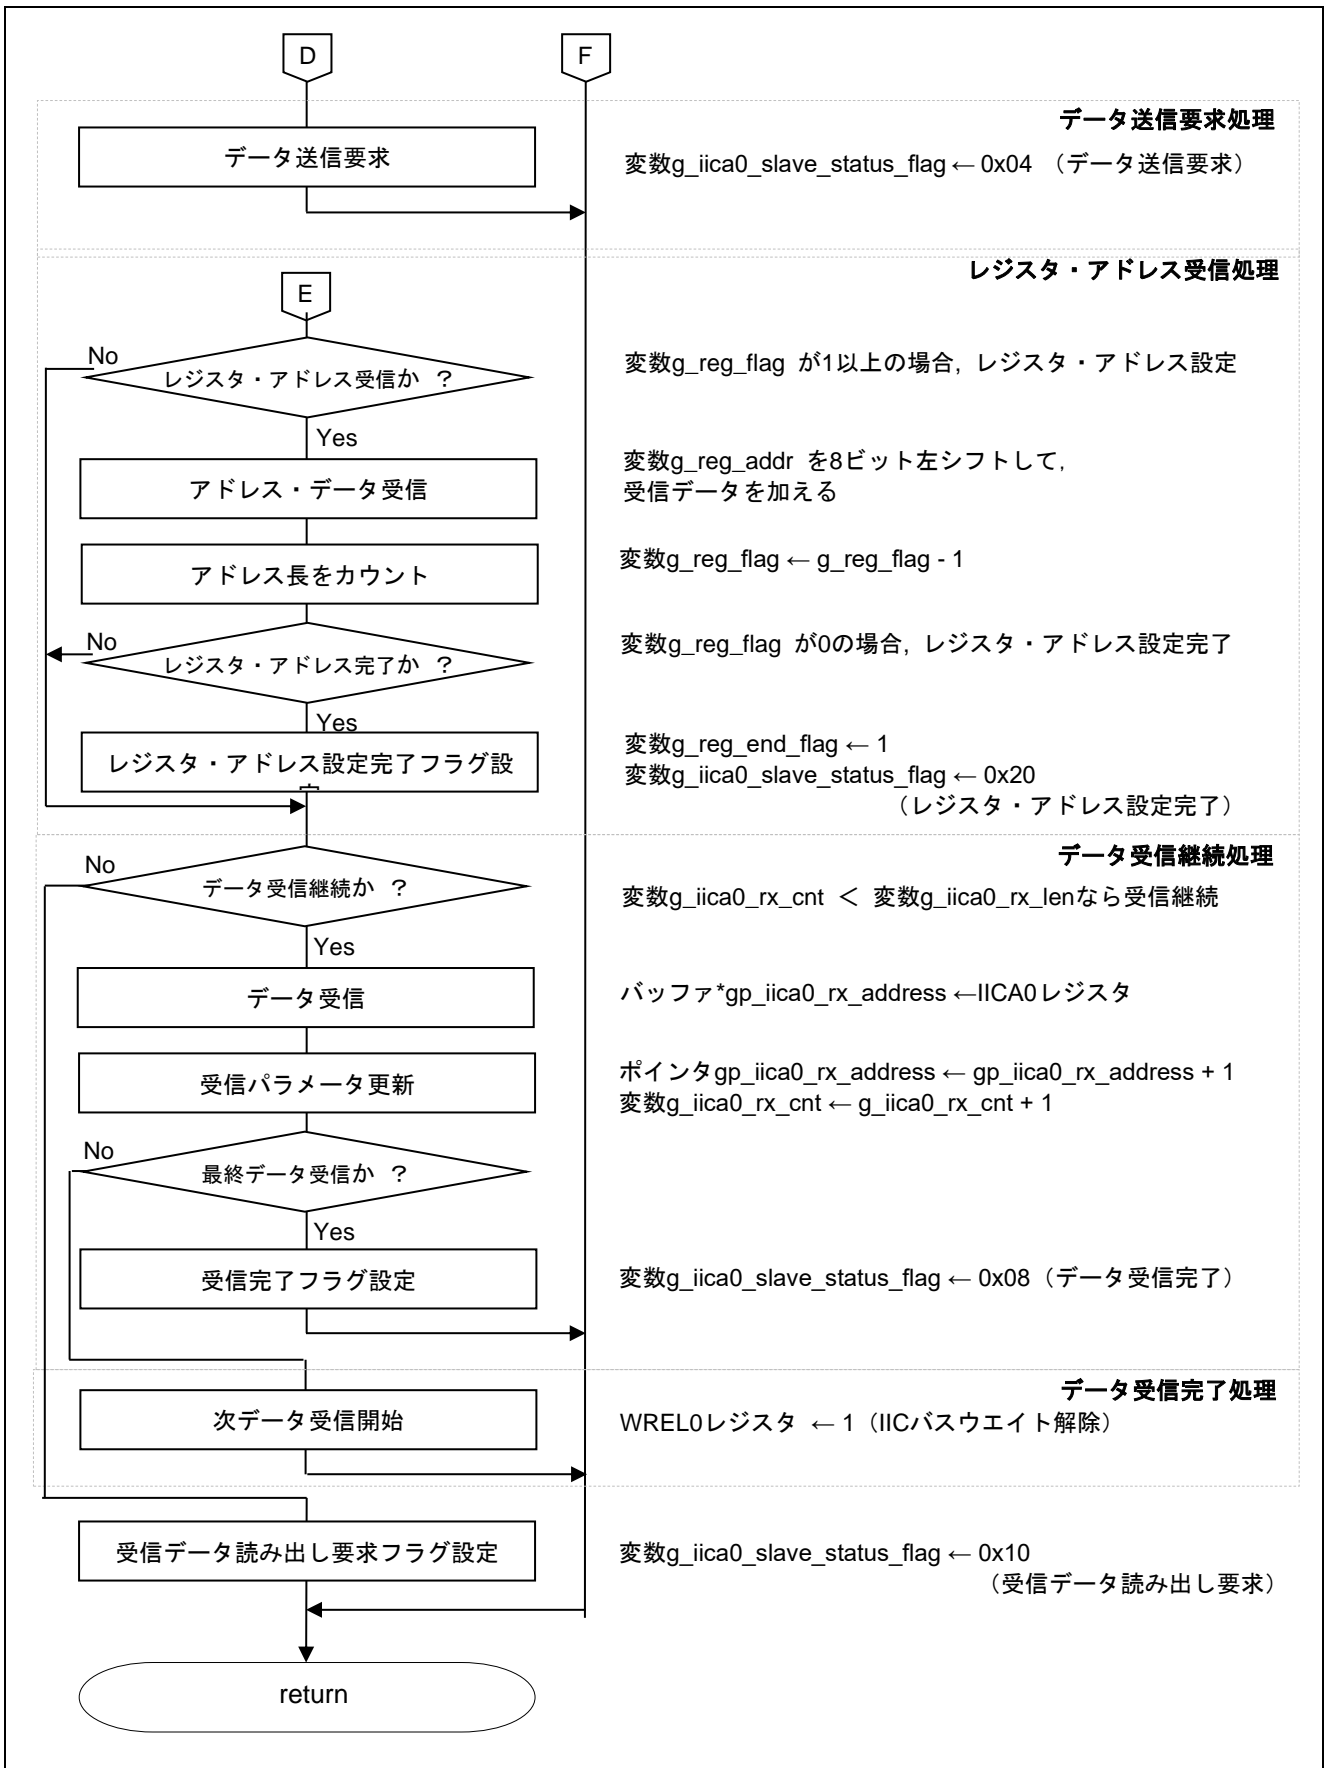 D
F
データ送信要求処理
データ送信要求
変数g_iica0_slave_status_flag ← 0x04 （データ送信要求）
レジスタ・アドレス受信処理
E
No
レジスタ・アドレス受信か ？
変数g_reg_flag が1以上の場合, レジスタ・アドレス設定
Yes
アドレス・データ受信
変数g_reg_addr を8ビット左シフトして,
受信データを加える
アドレス長をカウント
変数g_reg_flag ← g_reg_flag - 1
No
レジスタ・アドレス完了か ？
変数g_reg_flag が0の場合, レジスタ・アドレス設定完了
Yes
レジスタ・アドレス設定完了フラグ設
変数g_reg_end_flag ← 1
変数g_iica0_slave_status_flag ← 0x20
（レジスタ・アドレス設定完了）
データ受信継続処理
No
データ受信継続か ？
変数g_iica0_rx_cnt ＜ 変数g_iica0_rx_lenなら受信継続
Yes
データ受信
バッファ*gp_iica0_rx_address ←IICA0レジスタ
受信パラメータ更新
ポインタgp_iica0_rx_address ← gp_iica0_rx_address + 1
変数g_iica0_rx_cnt ← g_iica0_rx_cnt + 1
No
最終データ受信か ？
Yes
受信完了フラグ設定
変数g_iica0_slave_status_flag ← 0x08（データ受信完了）
データ受信完了処理
次データ受信開始
WREL0レジスタ ← 1（IICバスウエイト解除）
受信データ読み出し要求フラグ設定
変数g_iica0_slave_status_flag ← 0x10
（受信データ読み出し要求）
return